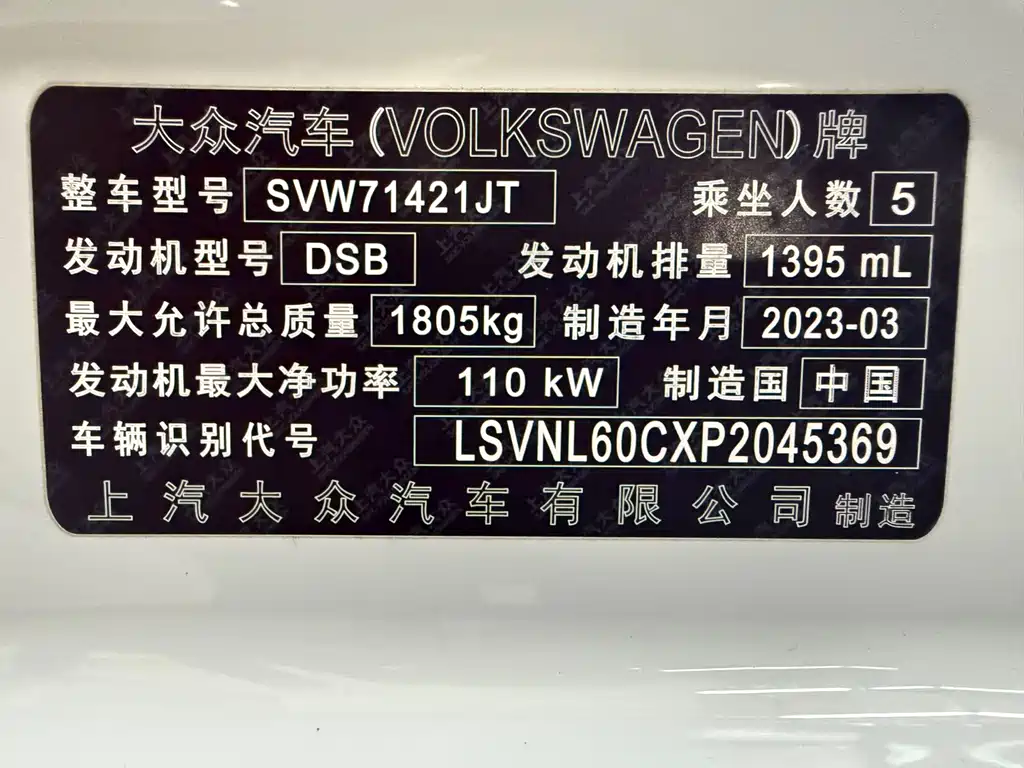 大众汽车(VOLKSWAGEN)牌
整车型号 SVW71421JT 乘坐人数 5
发动机型号 DSB 发动机排量 1395 mL
最大允许总质量 1805kg 制造年月 2023-03
发动机最大净功率 110 kW 制造国 中国
车辆识别代号 LSVNL60CXP2045369
上汽大众汽车有限公司 制造